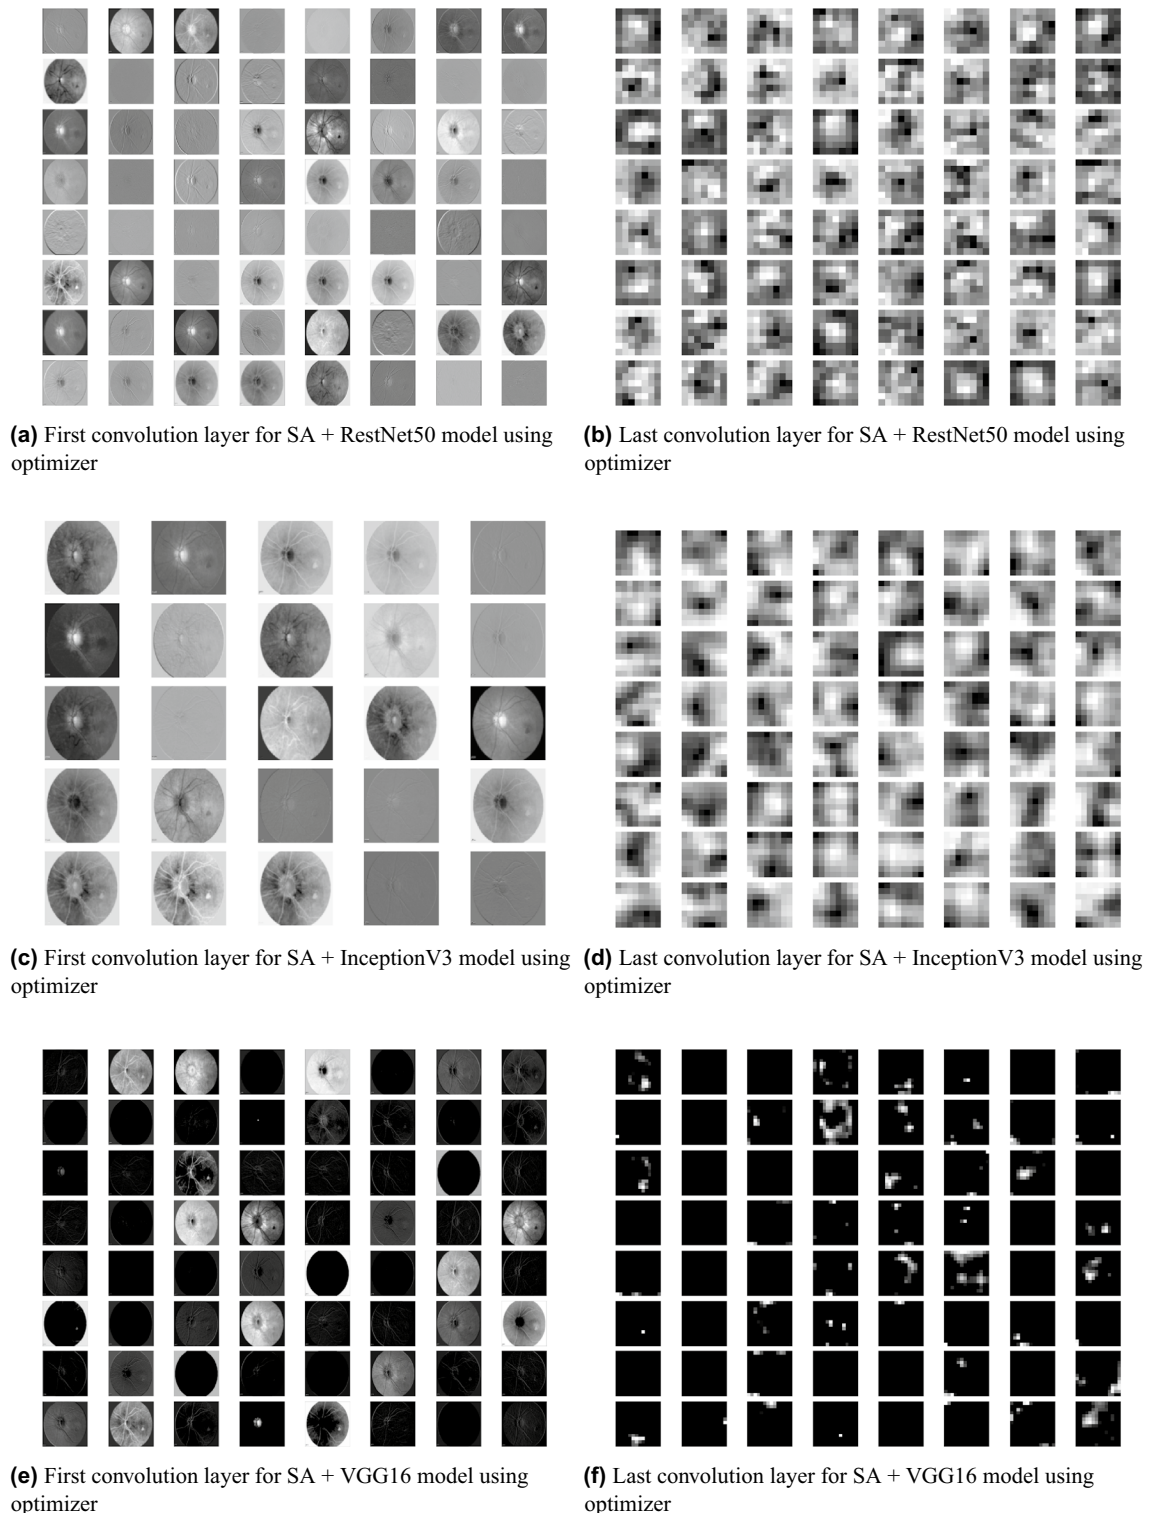 (a) First convolution layer for SA + RestNet50 model using
optimizer
(b) Last convolution layer for SA + RestNet50 model using
optimizer
(c) First convolution layer for SA + InceptionV3 model using
optimizer
(d) Last convolution layer for SA + InceptionV3 model using
optimizer
(e) First convolution layer for SA + VGG16 model using
optimizer
(f) Last convolution layer for SA + VGG16 model using
optimizer